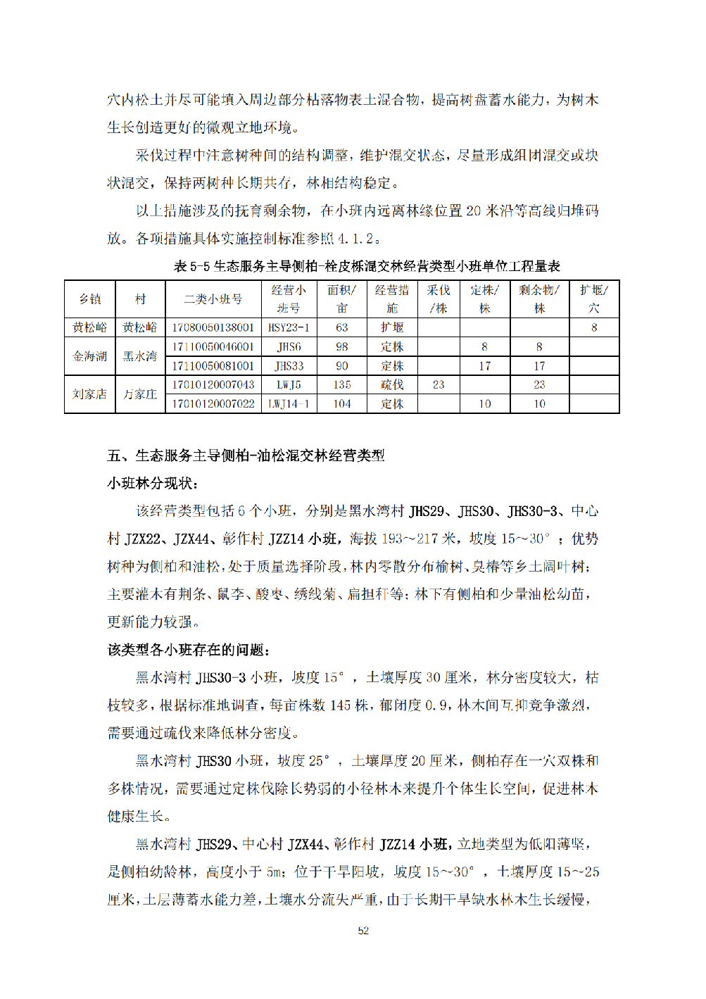 穴内松土并尽可能填入周边部分枯落物表土混合物，提高树盘蓄水能力，为树木
生长创造更好的微观立地环境。
采伐过程中注意树种间的结构调整，维护混交状态，尽量形成组团混交或块
状混交，保持两树种长期共存，林相结构稳定。
以上措施涉及的抚育剩余物，在小班内远离林缘位置 20 米沿等高线归堆码
放。各项措施具体实施控制标准参照 4.1.2。
表 5-5 生态服务主导侧柏-栓皮栎混交林经营类型小班单位工程量表
乡镇 村 二类小班号 经营小班号 面积/亩 经营措施 采伐/株 定株/株 剩余物/株 扩堰/穴
黄松峪 黄松峪 17080050138001 HSY23-1 63 扩堰 8
金海湖 黑水湾 17110050046001 JHS6 98 定株 8 8
17110050081001 JHS33 90 定株 17 17
刘家店 万家庄 17010120007043 LWJ5 135 疏伐 23 23
17010120007022 LWJ14-1 104 定株 10 10
五、生态服务主导侧柏-油松混交林经营类型
小班林分现状：
该经营类型包括 6 个小班，分别是黑水湾村 JHS29、JHS30、JHS30-3、中心
村 JZX22、JZX44、彰作村 JZZ14 小班，海拔 193～217 米，坡度 15～30°；优势
树种为侧柏和油松，处于质量选择阶段，林内零散分布榆树、臭椿等乡土阔叶树；
主要灌木有荆条、鼠李、酸枣、绣线菊、扁担秆等；林下有侧柏和少量油松幼苗，
更新能力较强。
该类型各小班存在的问题：
黑水湾村 JHS30-3 小班，坡度 15°，土壤厚度 30 厘米，林分密度较大，枯
枝较多，根据标准地调查，每亩株数 145 株，郁闭度 0.9，林木间互抑竞争激烈，
需要通过疏伐来降低林分密度。
黑水湾村 JHS30 小班，坡度 25°，土壤厚度 20 厘米，侧柏存在一穴双株和
多株情况，需要通过定株伐除长势弱的小径林木来提升个体生长空间，促进林木
健康生长。
黑水湾村 JHS29、中心村 JZX44、彰作村 JZZ14 小班，立地类型为低阳薄坚，
是侧柏幼龄林，高度小于 5m；位于干旱阳坡，坡度 15～30°，土壤厚度 15～25
厘米，土层薄蓄水能力差，土壤水分流失严重，由于长期干旱缺水林木生长缓慢，
52